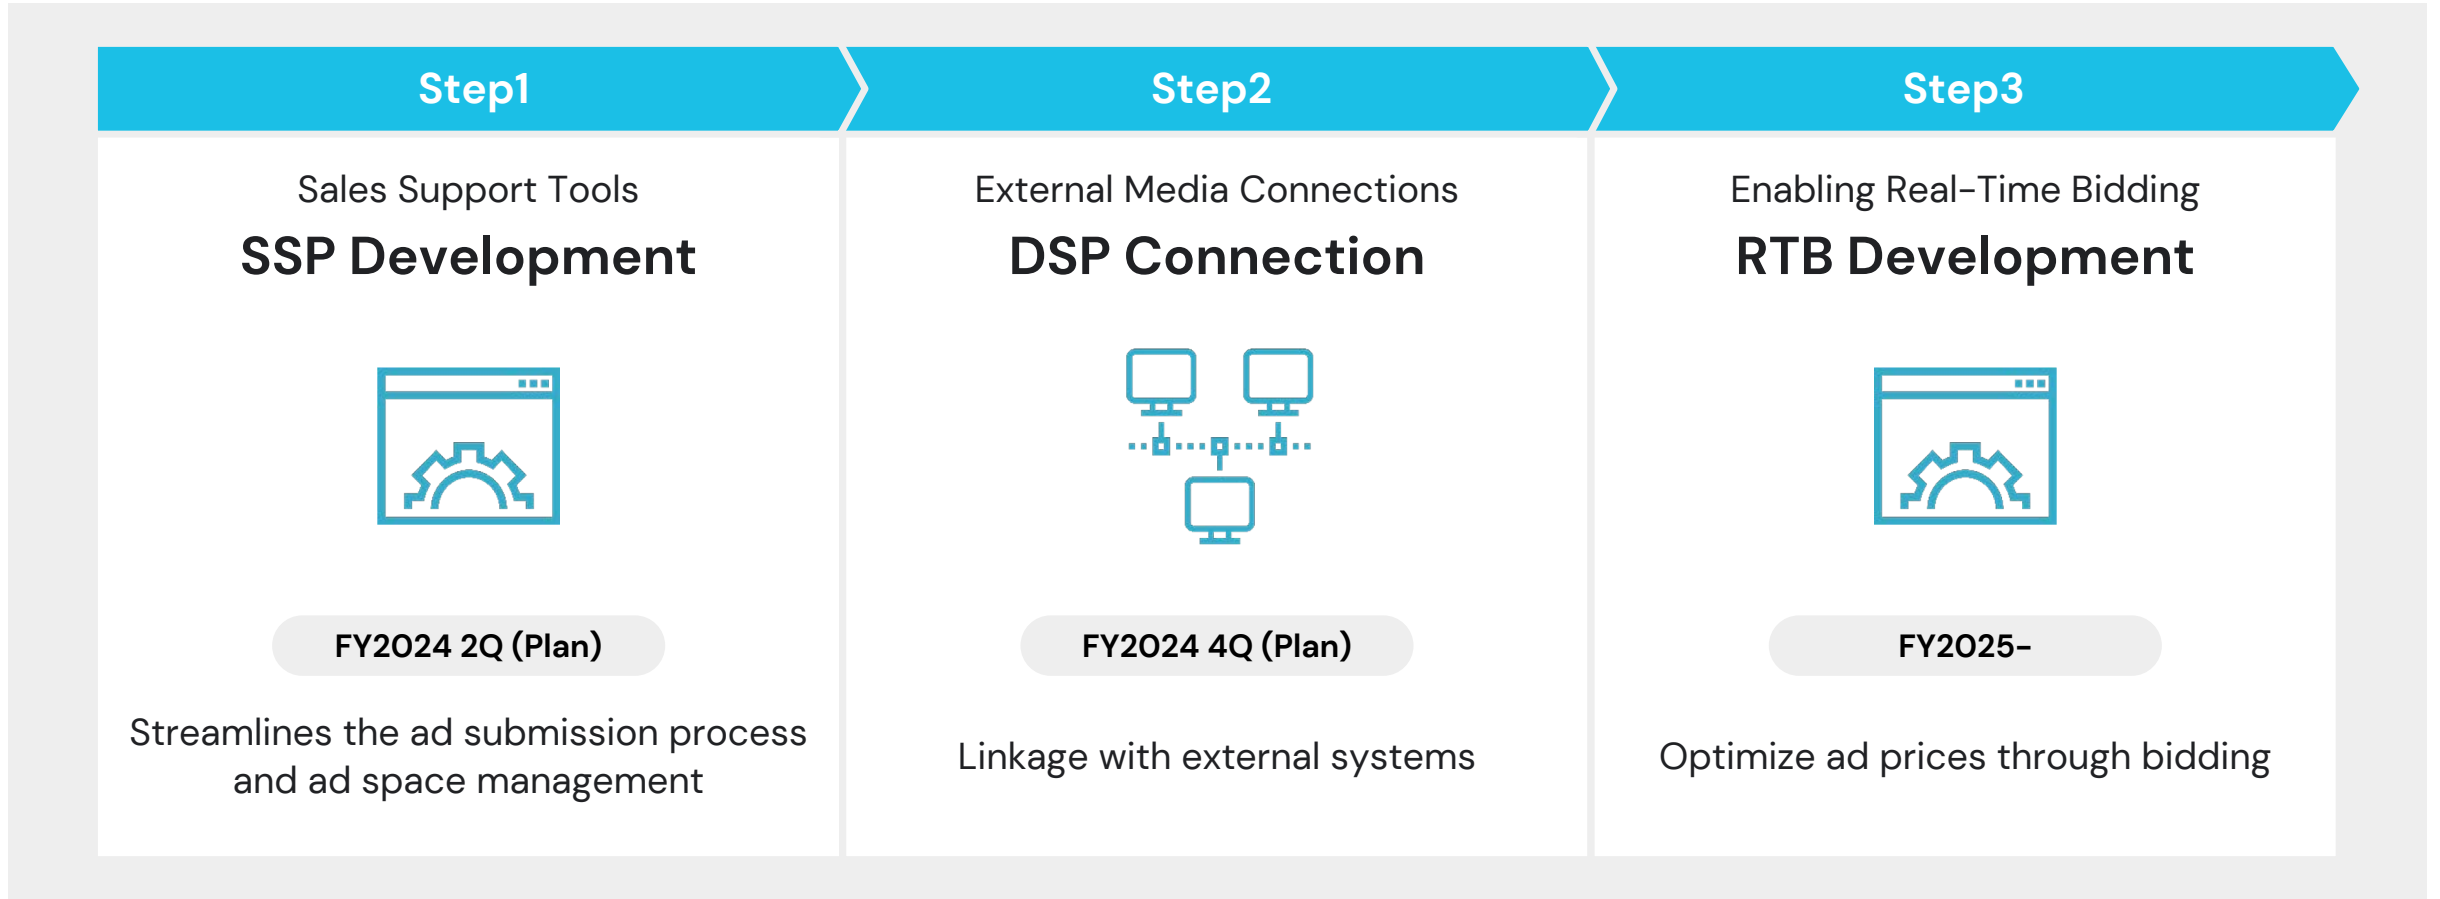 Step1
Sales Support Tools
SSP Development
FY2024 2Q (Plan)
Streamlines the ad submission process
and ad space management
Step2
External Media Connections
DSP Connection
FY2024 4Q (Plan)
Linkage with external systems
Step3
Enabling Real-Time Bidding
RTB Development
FY2025-
Optimize ad prices through bidding